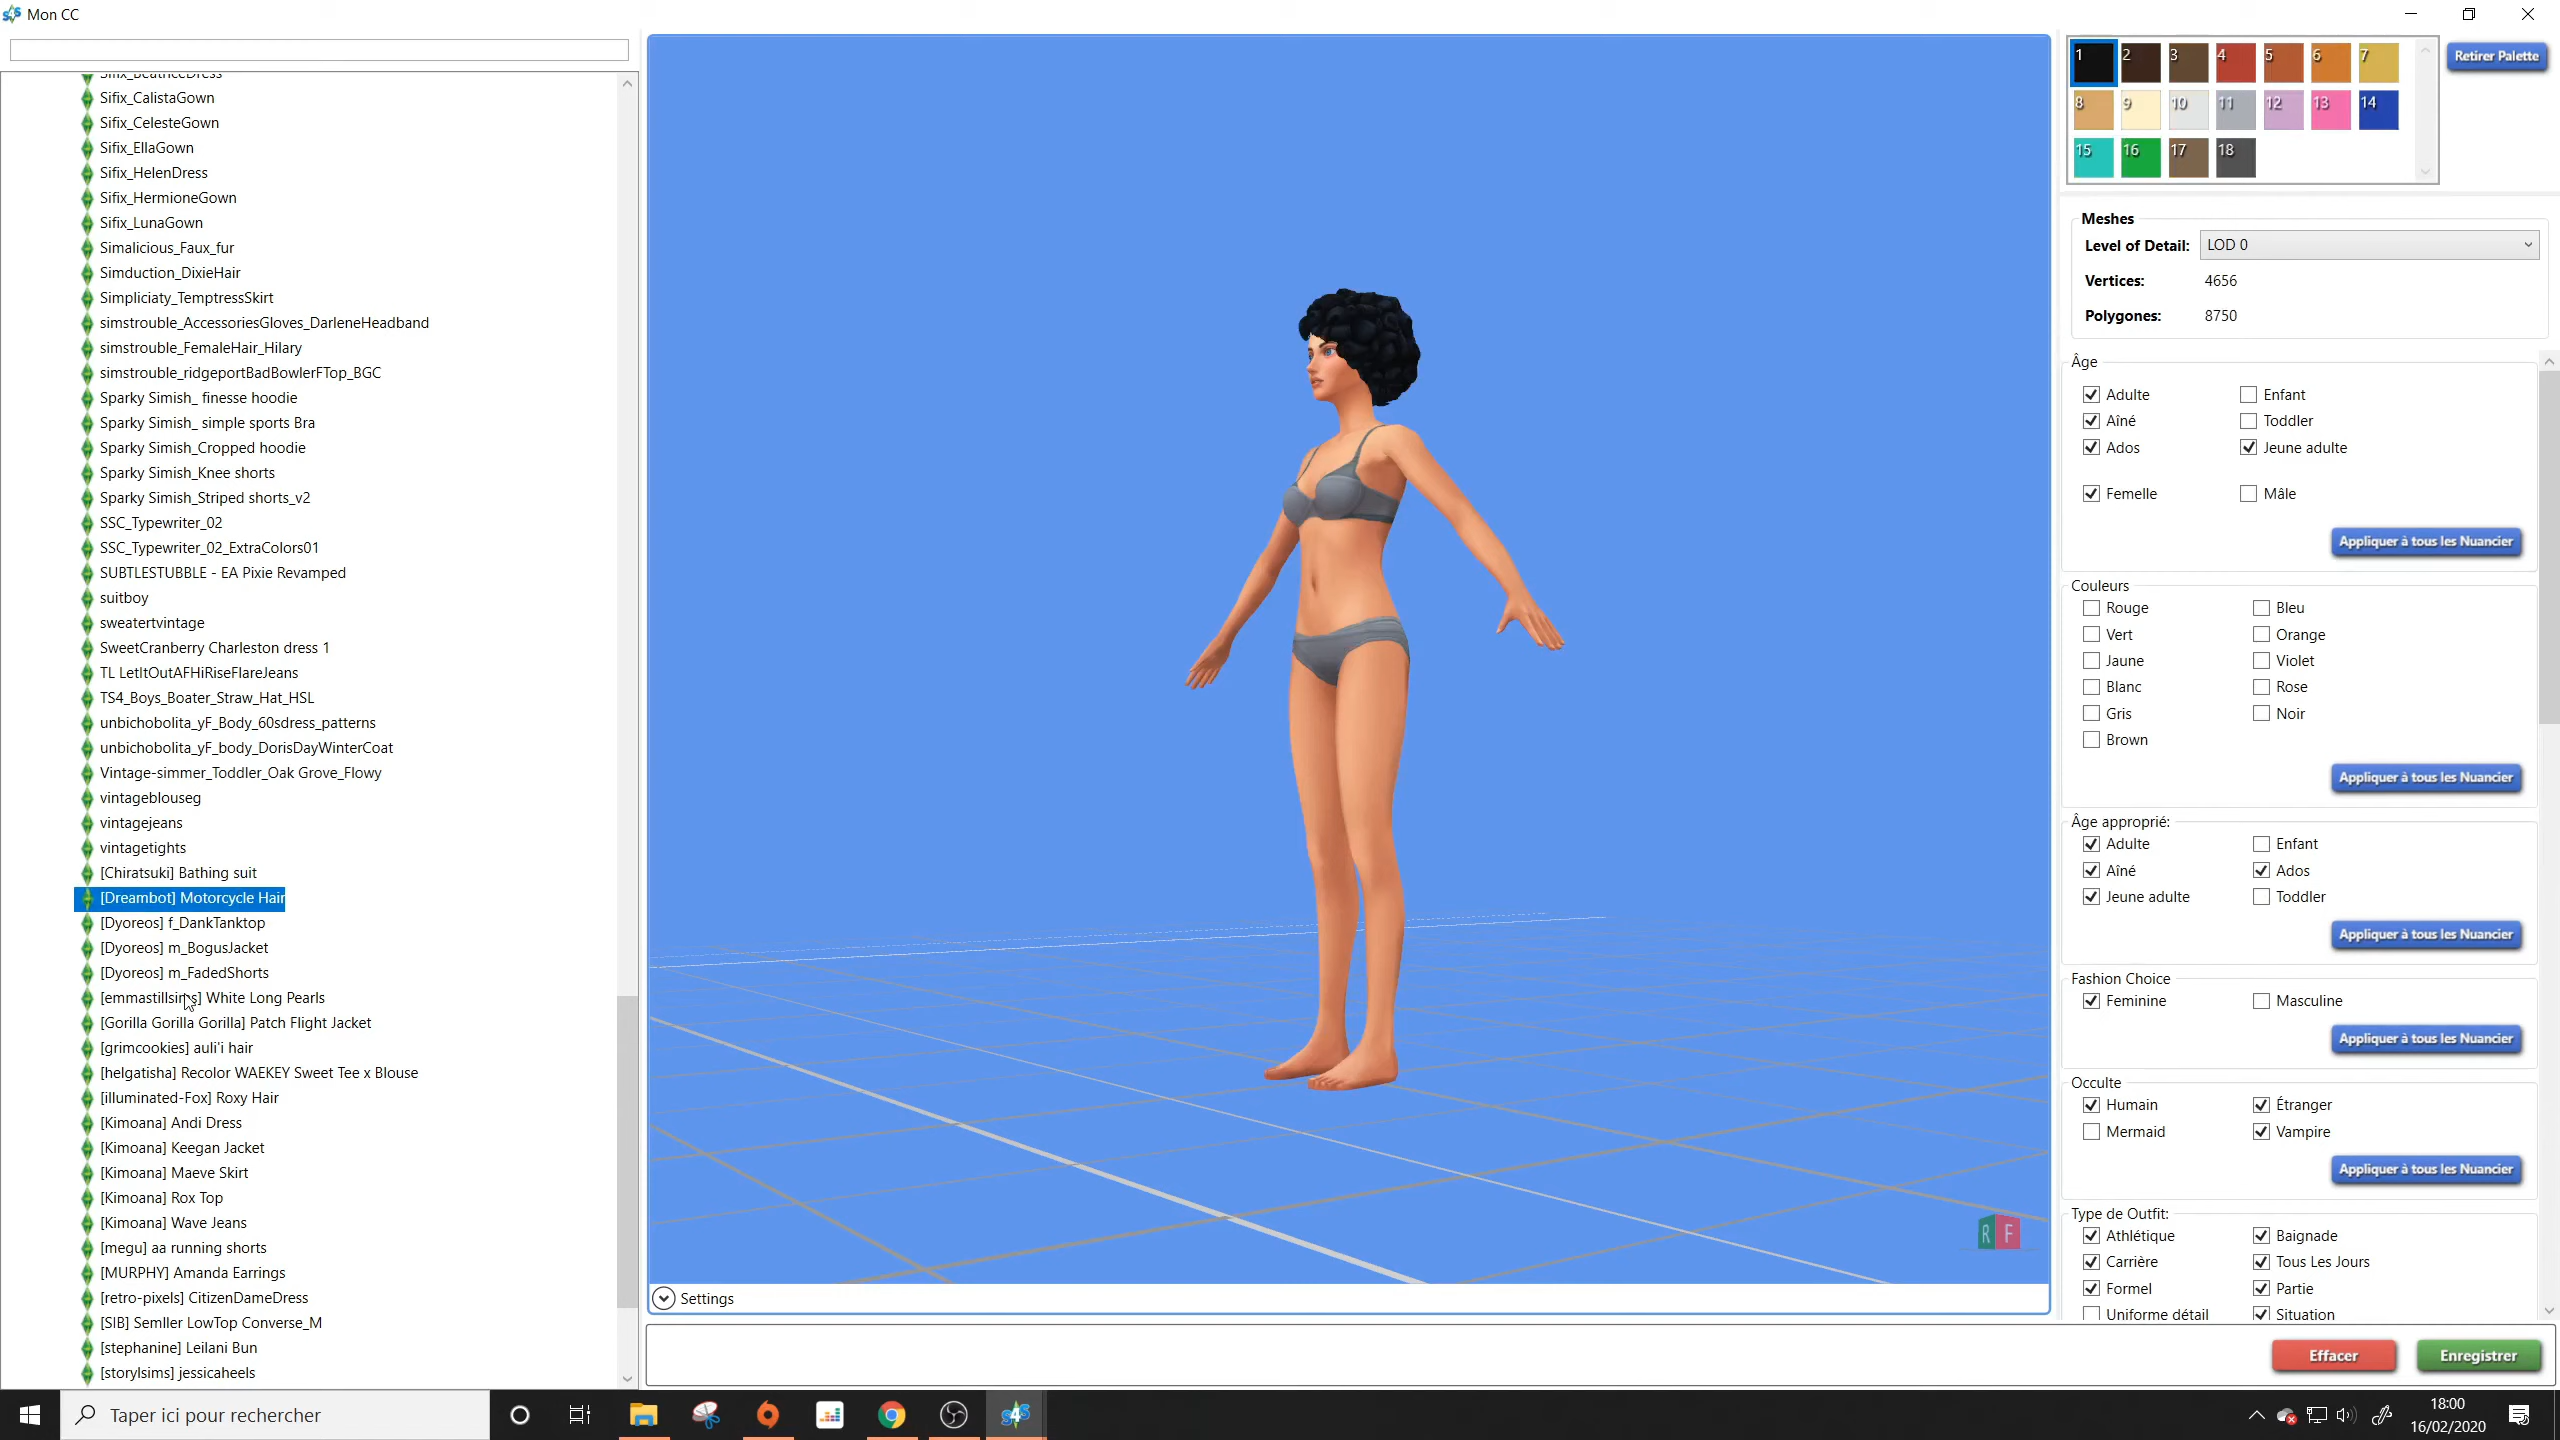 Mon CC
Sifix_BeatriceDress
Sifix_CalistaGown
Sifix_CelesteGown
Sifix_EllaGown
Sifix_HelenDress
Sifix_HermioneGown
Sifix_LunaGown
Simalicious_Faux_fur
Simduction_DixieHair
Simpliciaty_TemptressSkirt
simstrouble_AccessoriesGloves_DarleneHeadband
simstrouble_FemaleHair_Hilary
simstrouble_ridgeportBadBowlerFTop_BGC
Sparky Simish_ finesse hoodie
Sparky Simish_ simple sports Bra
Sparky Simish_Cropped hoodie
Sparky Simish_Knee shorts
Sparky Simish_Striped shorts_v2
SSC_Typewriter_02
SSC_Typewriter_02_ExtraColors01
SUBTLESTUBBLE - EA Pixie Revamped
suitboy
sweatertvintage
SweetCranberry Charleston dress 1
TL LetItOutAFHiRiseFlareJeans
TS4_Boys_Boater_Straw_Hat_HSL
unbichobolita_yF_Body_60sdress_patterns
unbichobolita_yF_body_DorisDayWinterCoat
Vintage-simmer_Toddler_Oak Grove_Flowy
vintageblouseg
vintagejeans
vintagetights
[Chiratsuki] Bathing suit
[Dreambot] Motorcycle Hair
[Dyoreos] f_DankTanktop
[Dyoreos] m_BogusJacket
[Dyoreos] m_FadedShorts
[emmastillsims] White Long Pearls
[Gorilla Gorilla Gorilla] Patch Flight Jacket
[grimcookies] auli'i hair
[helgatisha] Recolor WAEKEY Sweet Tee x Blouse
[illuminated-Fox] Roxy Hair
[Kimoana] Andi Dress
[Kimoana] Keegan Jacket
[Kimoana] Maeve Skirt
[Kimoana] Rox Top
[Kimoana] Wave Jeans
[megu] aa running shorts
[MURPHY] Amanda Earrings
[retro-pixels] CitizenDameDress
[SIB] Semller LowTop Converse_M
[stephanine] Leilani Bun
[storylsims] jessicaheels
R F
Settings
1 2 3 4 5 6 7
8 9 10 11 12 13 14
15 16 17 18
Retirer Palette
Meshes
Level of Detail: LOD 0
Vertices: 4656
Polygones: 8750
Âge
Adulte Enfant
Aîné Toddler
Ados Jeune adulte
Femelle Mâle
Appliquer à tous les Nuancier
Couleurs
Rouge Bleu
Vert Orange
Jaune Violet
Blanc Rose
Gris Noir
Brown
Appliquer à tous les Nuancier
Âge approprié:
Adulte Enfant
Aîné Ados
Jeune adulte Toddler
Appliquer à tous les Nuancier
Fashion Choice
Feminine Masculine
Appliquer à tous les Nuancier
Occulte
Humain Étranger
Mermaid Vampire
Appliquer à tous les Nuancier
Type de Outfit:
Athlétique Baignade
Carrière Tous Les Jours
Formel Partie
Uniforme détail Situation
Effacer Enregistrer
Taper ici pour rechercher
S4S
18:00
16/02/2020